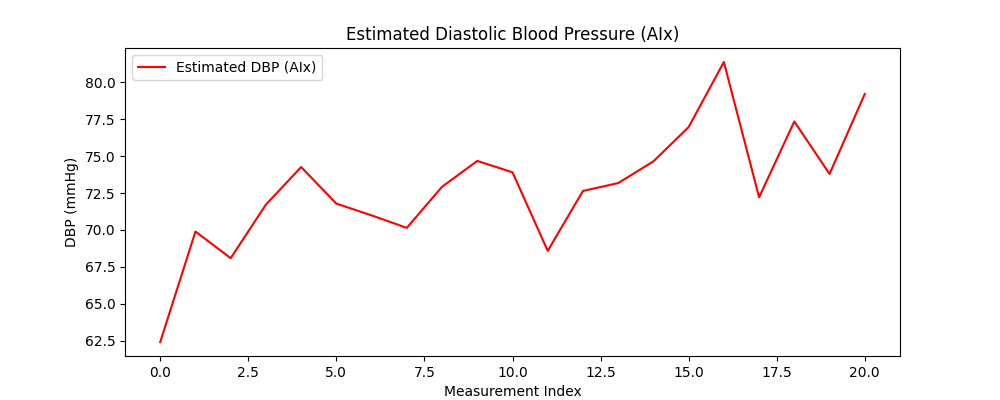 Estimated Diastolic Blood Pressure (AIx)
Estimated DBP (AIx)
DBP (mmHg)
80.0
77.5
75.0
72.5
70.0
67.5
65.0
62.5
0.0 2.5 5.0 7.5 10.0 12.5 15.0 17.5 20.0
Measurement Index